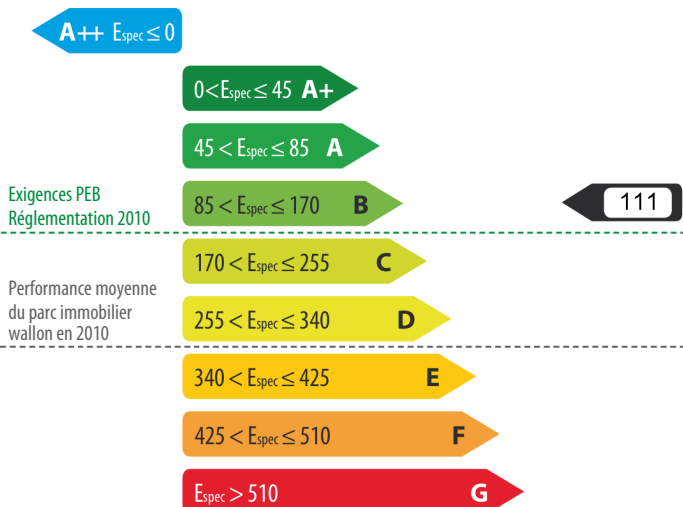 A++ Espec ≤ 0
0<Espec ≤ 45 A+
45 < Espec ≤ 85 A
Exigences PEB
Réglementation 2010
85 < Espec ≤ 170 B
111
170 < Espec ≤ 255 C
Performance moyenne
du parc immobilier
wallon en 2010
255 < Espec ≤ 340 D
340 < Espec ≤ 425 E
425 < Espec ≤ 510 F
Espec > 510 G